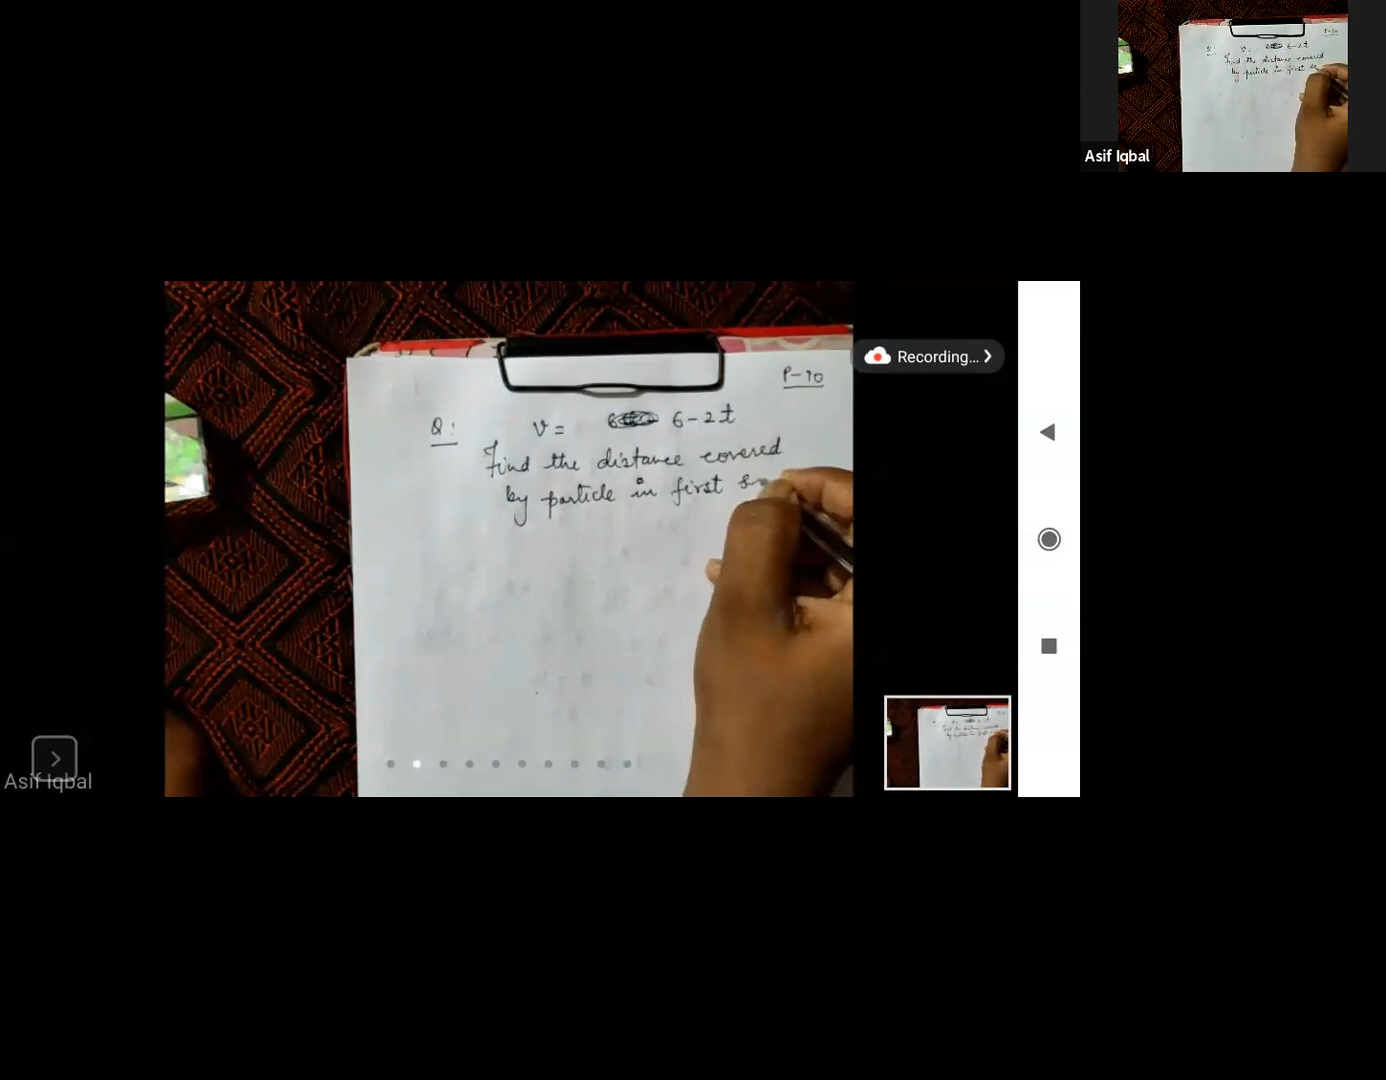 Asif Iqbal
P-10
Q: v = 6-2t
Find the distance covered
by particle in first
Recording...
Asif Iqbal